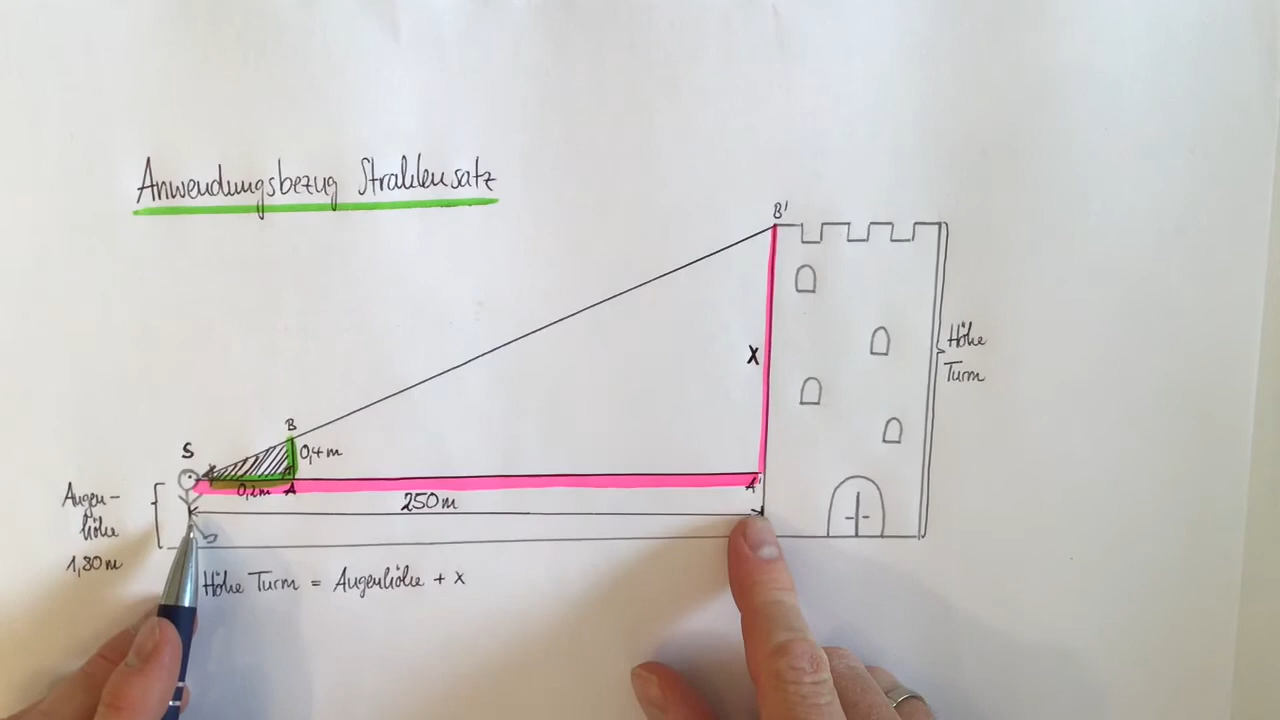 Anwendungsbezug Strahlensatz
B'
Höhe
Turm
X
B
S
0,4m
0,2m
A
A'
250m
Augen-
höhe
1,80m
Höhe Turm = Augenhöhe + x